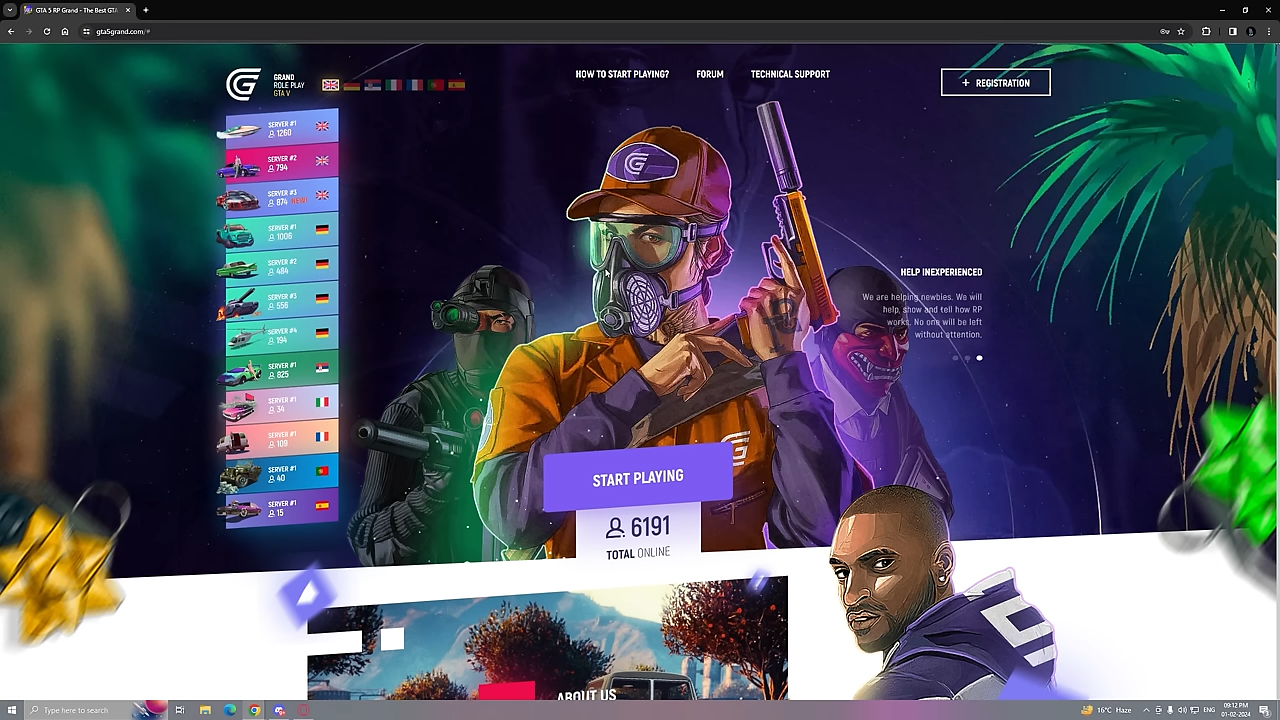 GTA 5 RP Grand - The Best GTA
gta5grand.com/#
GRAND
ROLE PLAY
GTA V
HOW TO START PLAYING?
FORUM
TECHNICAL SUPPORT
+ REGISTRATION
SERVER #1
1260
SERVER #2
794
SERVER #3
874 NEW!
SERVER #1
1006
SERVER #2
484
SERVER #3
556
SERVER #4
194
SERVER #1
825
SERVER #1
34
SERVER #1
109
SERVER #1
40
SERVER #1
15
HELP INEXPERIENCED
We are helping newbies. We will
help, show and tell how RP
works. No one will be left
without attention.
START PLAYING
6191
TOTAL ONLINE
ABOUT US
Type here to search
16°C Haze
ENG
09:12 PM
01-02-2024